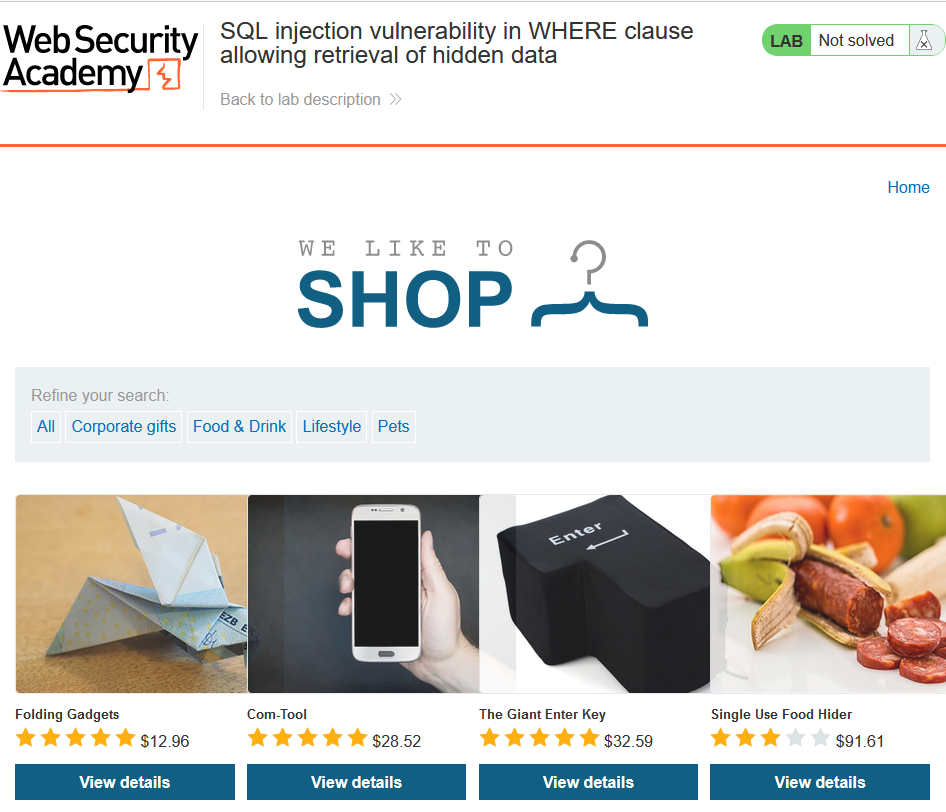 Web Security
Academy
SQL injection vulnerability in WHERE clause
allowing retrieval of hidden data
Back to lab description
LAB Not solved
Home
WE LIKE TO
SHOP
Refine your search:
All Corporate gifts Food & Drink Lifestyle Pets
EZB
Enter
Folding Gadgets Com-Tool The Giant Enter Key Single Use Food Hider
$12.96 $28.52 $32.59 $91.61
View details View details View details View details